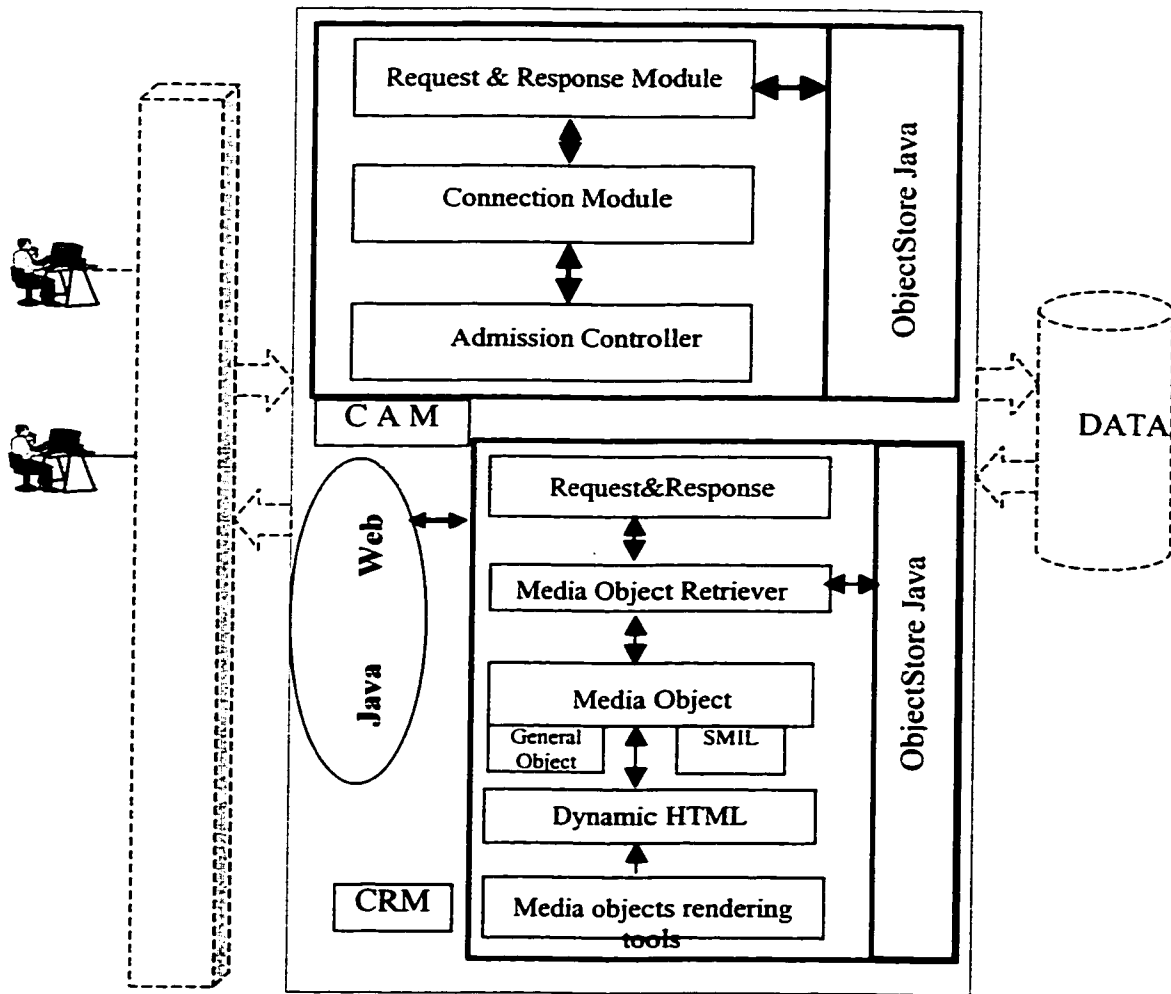 Request & Response Module
Connection Module
Admission Controller
ObjectStore Java
C A M
DATA
Request&Response
Web
Java
Media Object Retriever
Media Object
General
Object
SMIL
Dynamic HTML
CRM
Media objects rendering
tools
ObjectStore Java